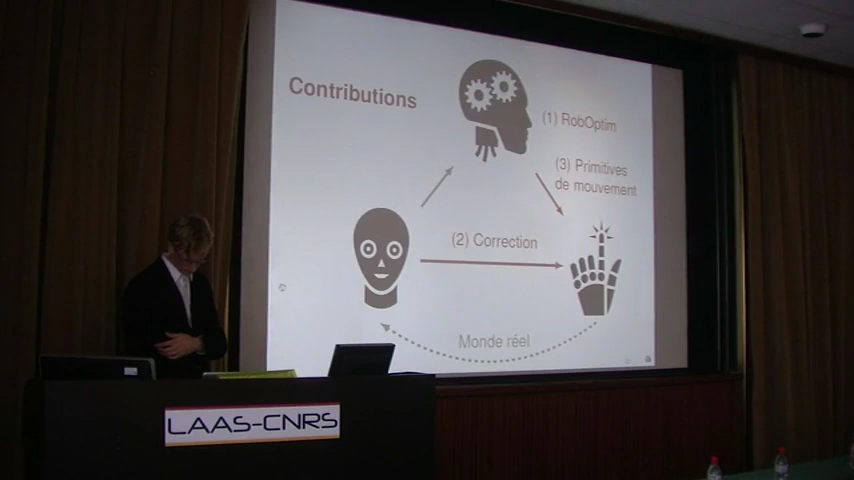 Contributions
(1) RobOptim
(3) Primitives
de mouvement
(2) Correction
Monde réel
LAAS-CNRS